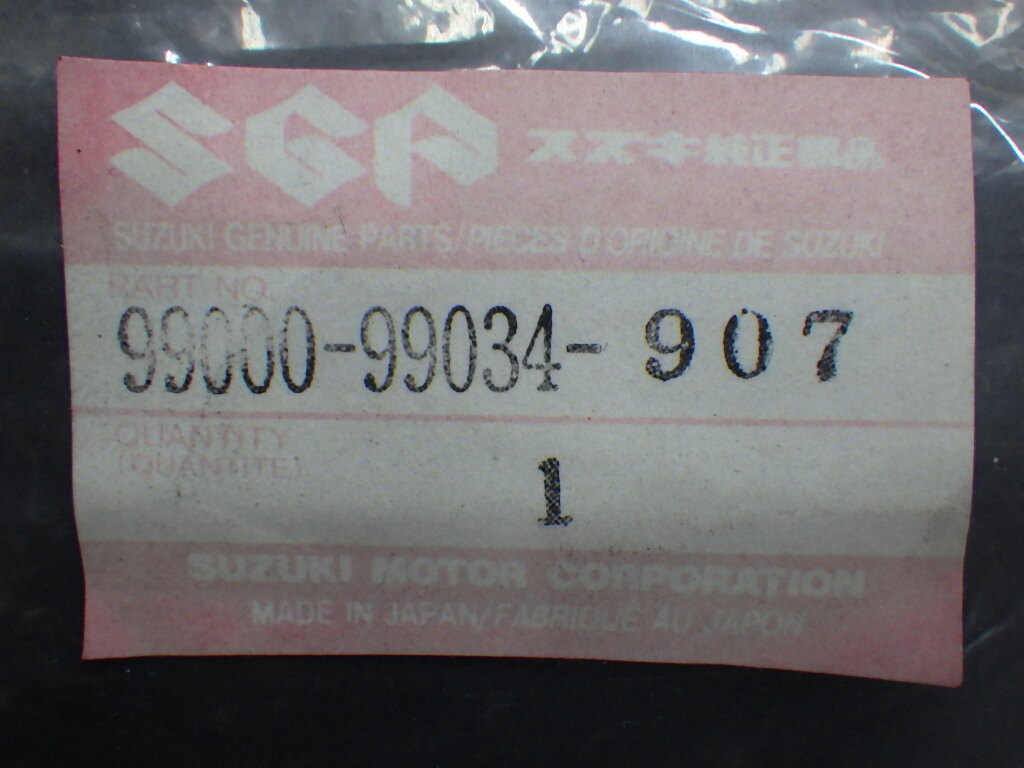 SGP スズキ純正部品
SUZUKI GENUINE PARTS/PIECES D'ORIGINE DE SUZUKI
PART NO.
99000-99034-907
QUANTITY
(QUANTITE)
1
SUZUKI MOTOR CORPORATION
MADE IN JAPAN/FABRIQUÉ AU JAPON